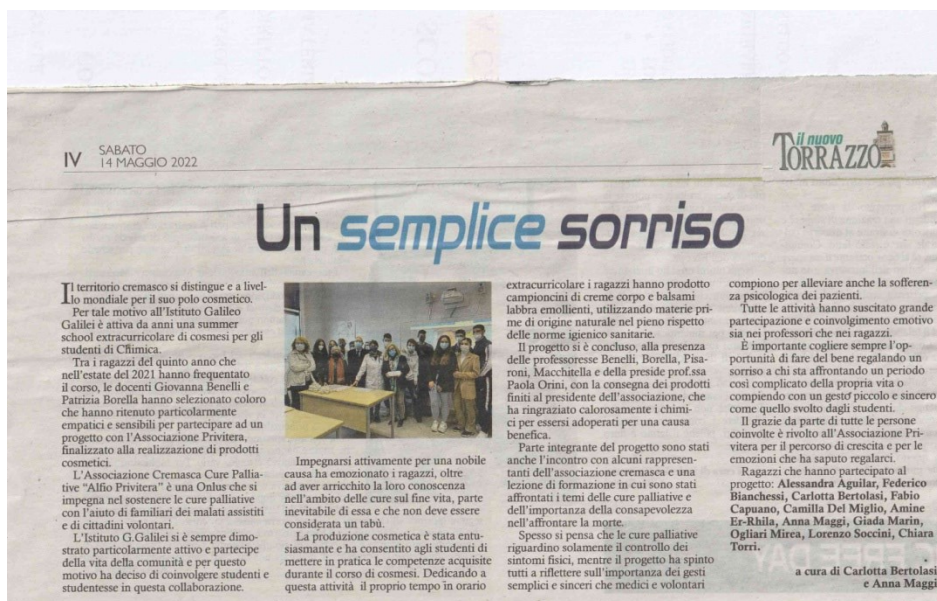 IV
SABATO
14 MAGGIO 2022
il nuovo
TORRAZZO
Un semplice sorriso
Il territorio cremasco si distingue e a livel-
lo mondiale per il suo polo cosmetico.
Per tale motivo all'Istituto Galileo
Galilei è attiva da anni una summer
school extracurricolare di cosmesi per gli
studenti di Chimica.
Tra i ragazzi del quinto anno che
nell'estate del 2021 hanno frequentato
il corso, le docenti Giovanna Benelli e
Patrizia Borella hanno selezionato coloro
che hanno ritenuto particolarmente
empatici e sensibili per partecipare ad un
progetto con l'Associazione Privitera,
finalizzato alla realizzazione di prodotti
cosmetici.
L'Associazione Cremasca Cure Pallia-
tive "Alfio Privitera" è una Onlus che si
impegna nel sostenere le cure palliative
con l'aiuto di familiari dei malati assistiti
e di cittadini volontari.
L'Istituto G.Galilei si è sempre dimo-
strato particolarmente attivo e partecipe
della vita della comunità e per questo
motivo ha deciso di coinvolgere studenti e
studentesse in questa collaborazione.
Impegnarsi attivamente per una nobile
causa ha emozionato i ragazzi, oltre
ad aver arricchito la loro conoscenza
nell'ambito delle cure sul fine vita, parte
inevitabile di essa e che non deve essere
considerata un tabù.
La produzione cosmetica è stata entu-
siasmante e ha consentito agli studenti di
mettere in pratica le competenze acquisite
durante il corso di cosmesi. Dedicando a
questa attività il proprio tempo in orario
extracurricolare i ragazzi hanno prodotto
campioncini di creme corpo e balsami
labbra emollienti, utilizzando materie pri-
me di origine naturale nel pieno rispetto
delle norme igienico sanitarie.
Il progetto si è concluso, alla presenza
delle professoresse Benelli, Borella, Pisa-
roni, Macchitella e della preside prof.ssa
Paola Orini, con la consegna dei prodotti
finiti al presidente dell'associazione, che
ha ringraziato calorosamente i chimi-
ci per essersi adoperati per una causa
benefica.
Parte integrante del progetto sono stati
anche l'incontro con alcuni rappresen-
tanti dell'associazione cremasca e una
lezione di formazione in cui sono stati
affrontati i temi delle cure palliative e
dell'importanza della consapevolezza
nell'affrontare la morte.
Spesso si pensa che le cure palliative
riguardino solamente il controllo dei
sintomi fisici, mentre il progetto ha spinto
tutti a riflettere sull'importanza dei gesti
semplici e sinceri che medici e volontari
compiono per alleviare anche la sofferen-
za psicologica dei pazienti.
Tutte le attività hanno suscitato grande
partecipazione e coinvolgimento emotivo
sia nei professori che nei ragazzi.
È importante cogliere sempre l'op-
portunità di fare del bene regalando un
sorriso a chi sta affrontando un periodo
così complicato della propria vita o
compiendo con un gesto piccolo e sincero
come quello svolto dagli studenti.
Il grazie da parte di tutte le persone
coinvolte è rivolto all'Associazione Pri-
vitera per il percorso di crescita e per le
emozioni che ha saputo regalarci.
Ragazzi che hanno partecipato al
progetto: Alessandra Aguilar, Federico
Bianchessi, Carlotta Bertolasi, Fabio
Capuano, Camilla Del Miglio, Amine
Er-Rhila, Anna Maggi, Giada Marin,
Ogliari Mirea, Lorenzo Soccini, Chiara
Torri.
a cura di Carlotta Bertolasi
e Anna Maggi